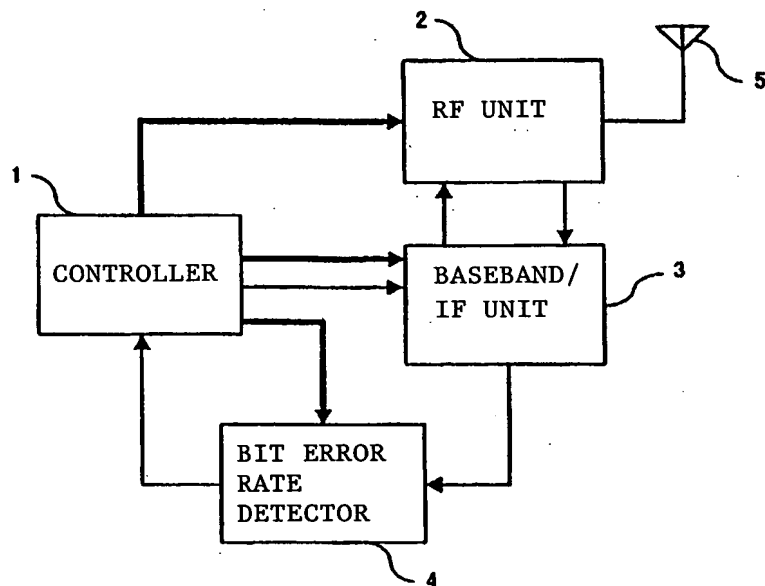 2
5
RF UNIT
1
CONTROLLER
BASEBAND/
IF UNIT
3
BIT ERROR
RATE
DETECTOR
4